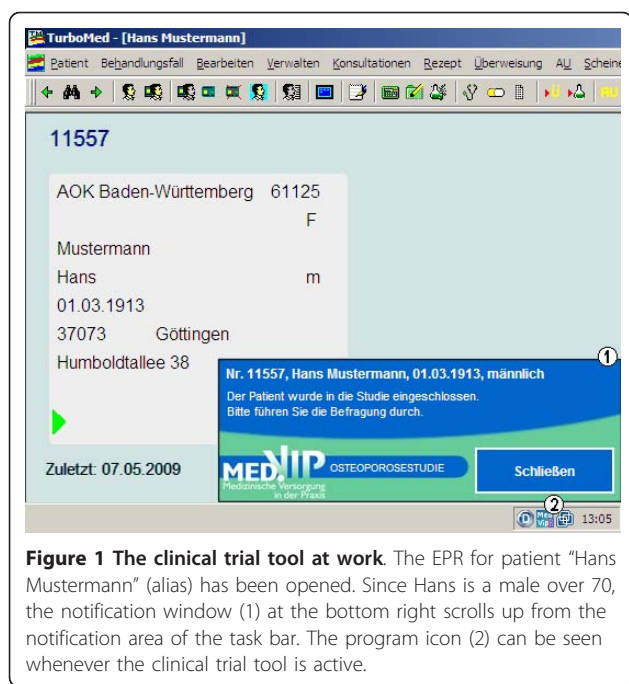 TurboMed - [Hans Mustermann]
Patient Behandlungsfall Bearbeiten Verwalten Konsultationen Rezept Überweisung AU Scheine
11557
AOK Baden-Württemberg 61125
F
Mustermann
Hans m
01.03.1913
37073 Göttingen
Humboldtallee 38
1
Nr. 11557, Hans Mustermann, 01.03.1913, männlich
Der Patient wurde in die Studie eingeschlossen.
Bitte führen Sie die Befragung durch.
Zuletzt: 07.05.2009
MED.VIP OSTEOPOROSESTUDIE Schließen
Medizinische Versorgung
in der Praxis
2
D Med Vip 13:05
Figure 1 The clinical trial tool at work. The EPR for patient “Hans
Mustermann” (alias) has been opened. Since Hans is a male over 70,
the notification window (1) at the bottom right scrolls up from the
notification area of the task bar. The program icon (2) can be seen
whenever the clinical trial tool is active.